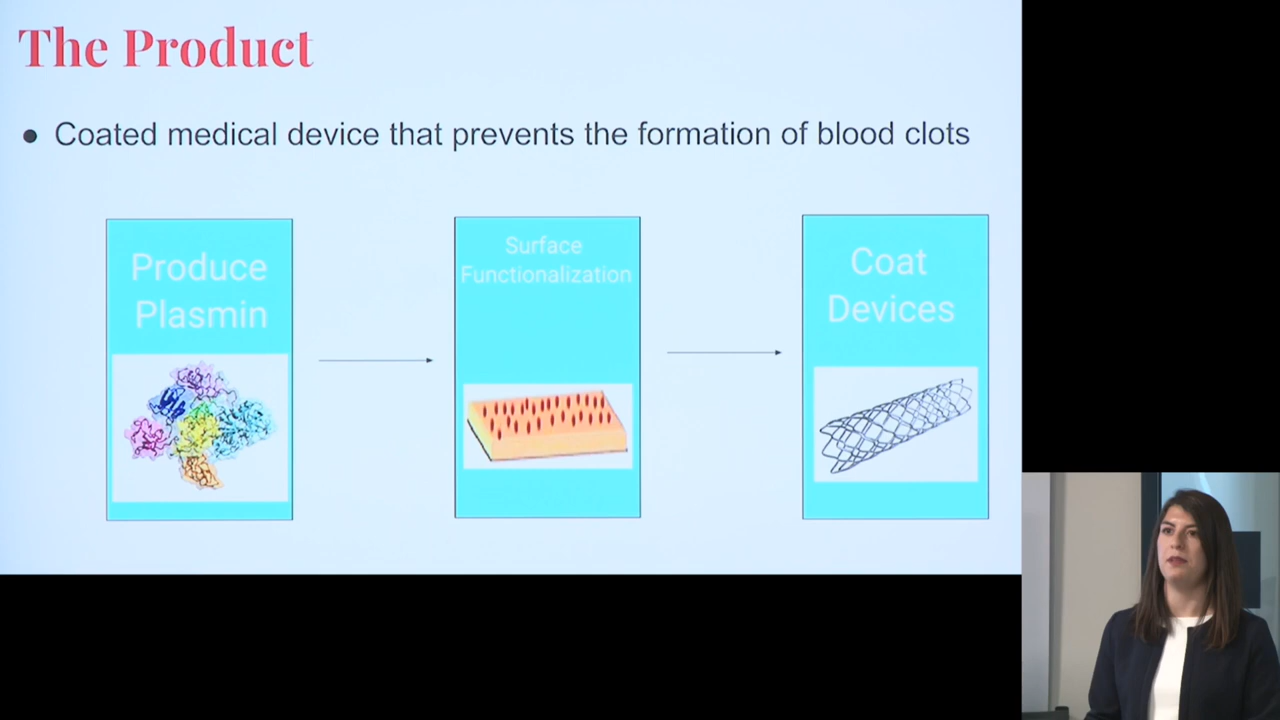 The Product
● Coated medical device that prevents the formation of blood clots
Produce
Plasmin
Surface
Functionalization
Coat
Devices